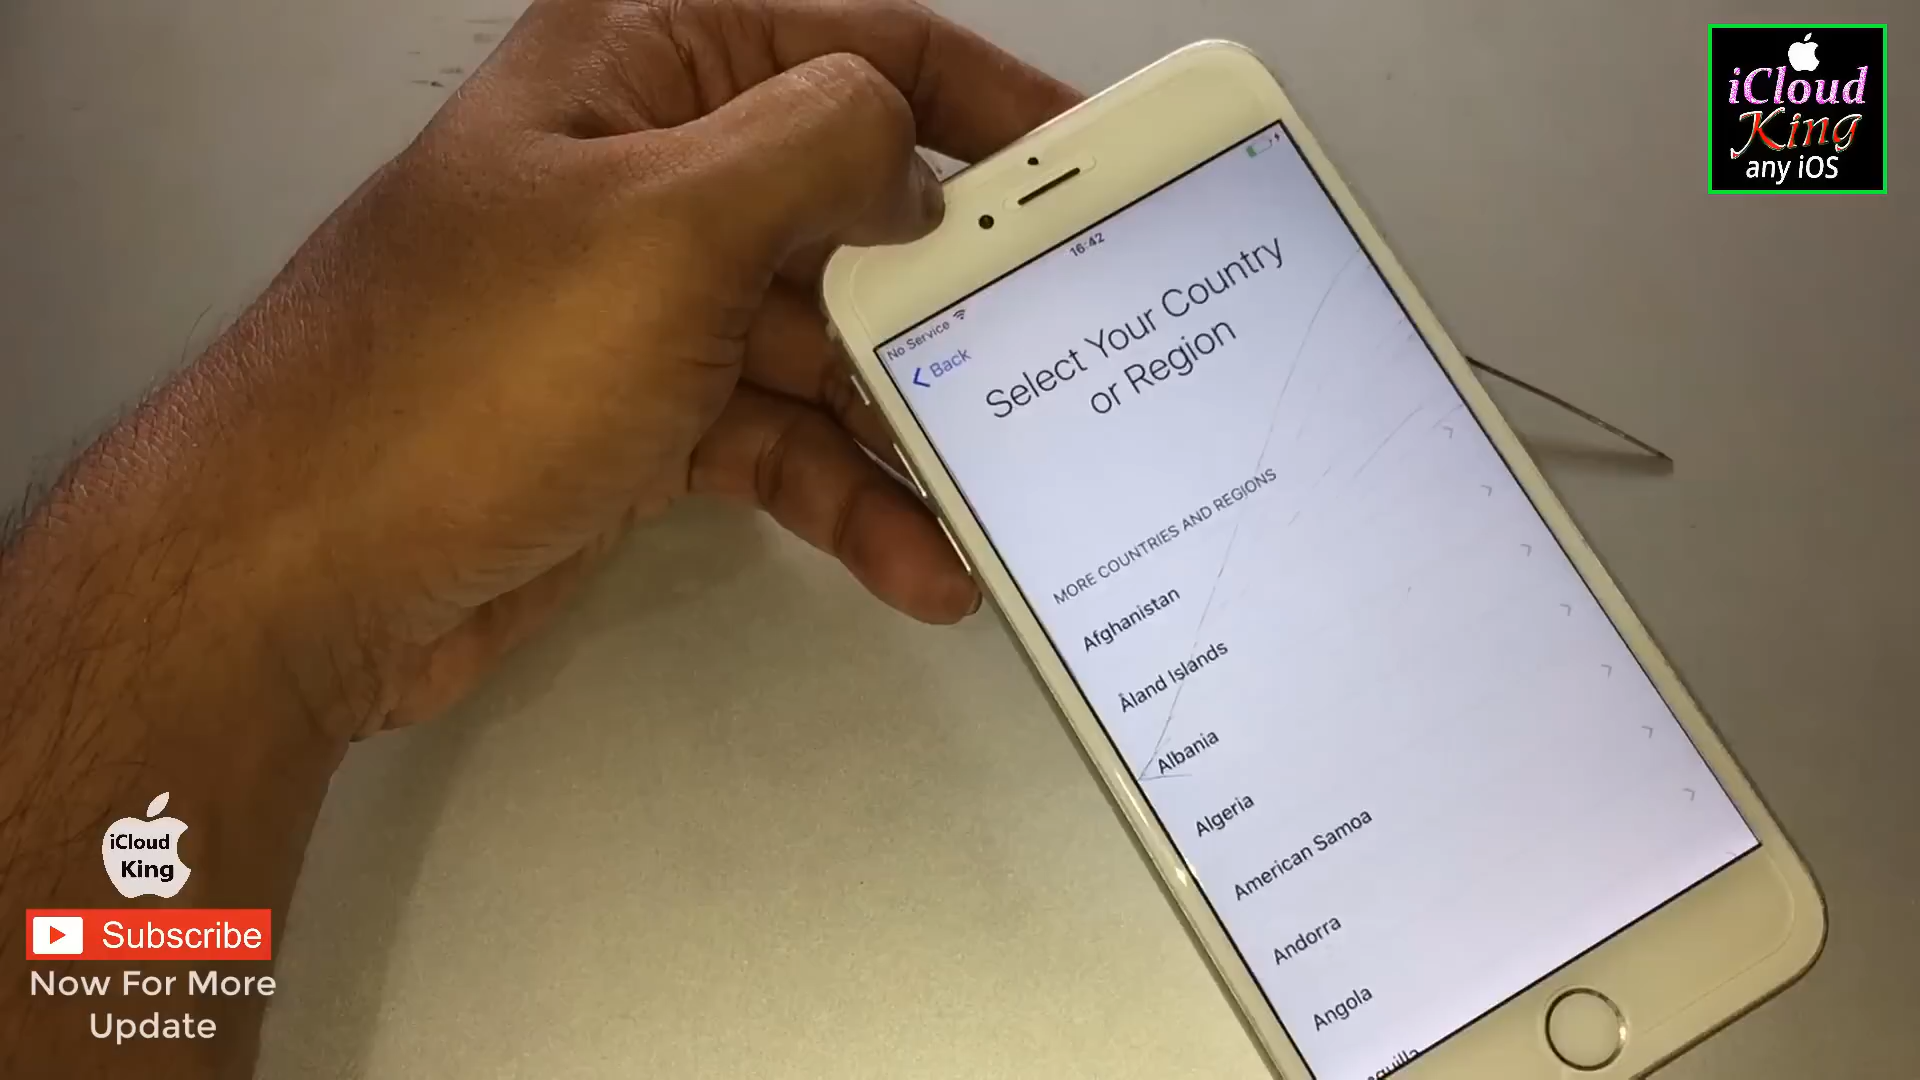 iCloud
King
any iOS
No Service
16:42
Back
Select Your Country
or Region
MORE COUNTRIES AND REGIONS
Afghanistan
Åland Islands
Albania
Algeria
American Samoa
Andorra
Angola
iCloud
King
Subscribe
Now For More
Update